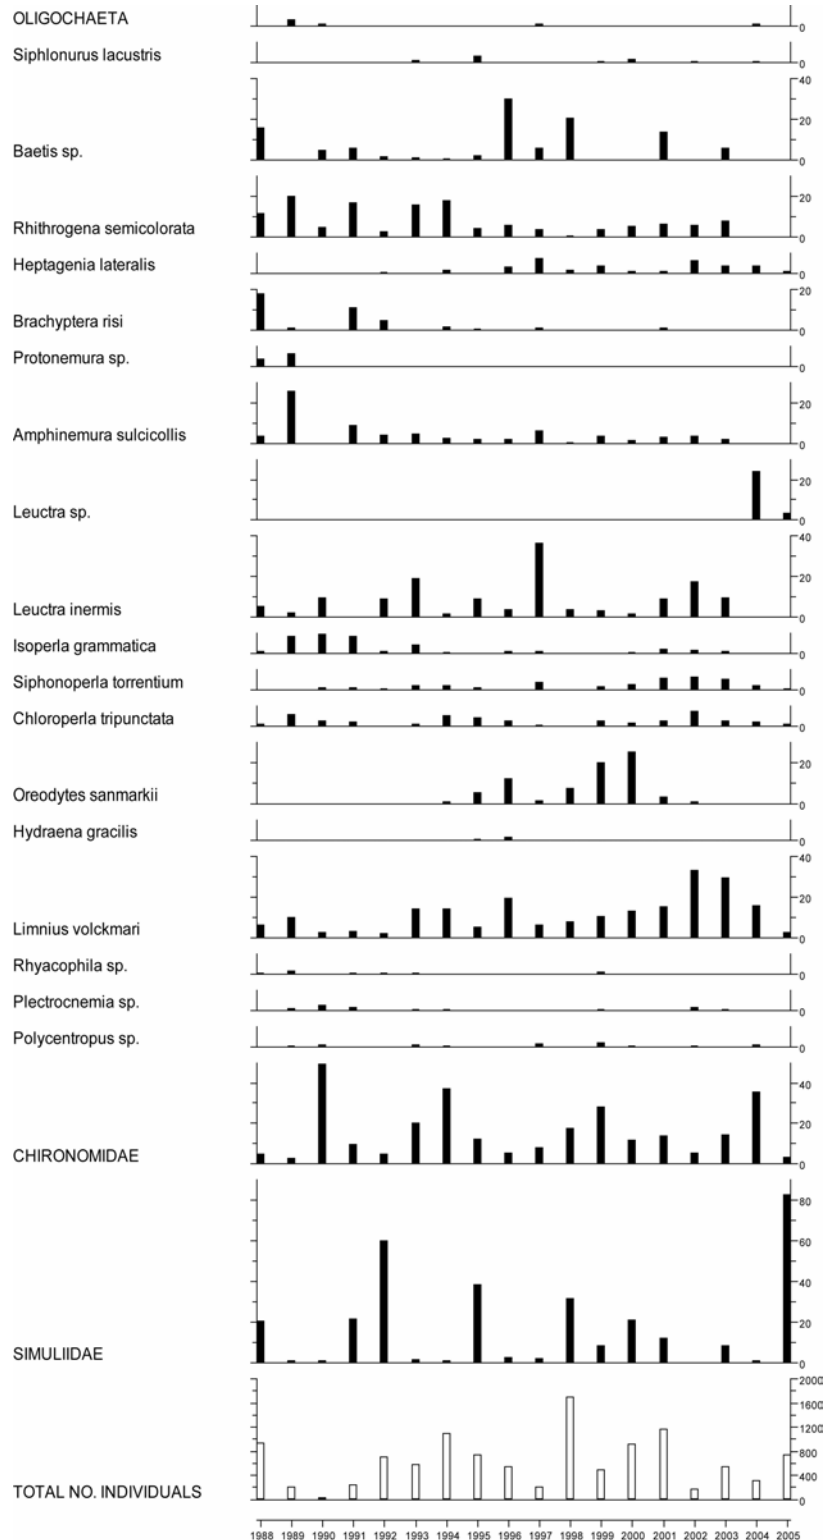 OLIGOCHAETA
0
Siphlonurus lacustris
0
40
20
Baetis sp.
0
20
Rhithrogena semicolorata
0
Heptagenia lateralis
0
20
Brachyptera risi
0
Protonemura sp.
0
20
Amphinemura sulcicollis
0
20
Leuctra sp.
0
40
20
Leuctra inermis
0
Isoperla grammatica
0
Siphonoperla torrentium
0
Chloroperla tripunctata
0
20
Oreodytes sanmarkii
0
Hydraena gracilis
0
40
20
Limnius volckmari
0
Rhyacophila sp.
0
Plectrocnemia sp.
0
Polycentropus sp.
0
40
20
CHIRONOMIDAE
0
80
60
40
20
SIMULIIDAE
0
2000
1600
1200
800
400
TOTAL NO. INDIVIDUALS
0
1988 1989 1990 1991 1992 1993 1994 1995 1996 1997 1998 1999 2000 2001 2002 2003 2004 2005